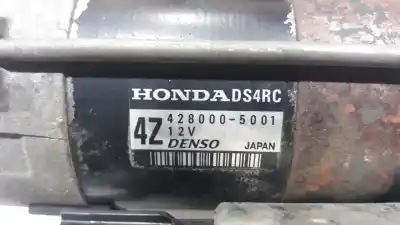 HONDA DS4RC
4Z 428000-5001
12V
DENSO JAPAN